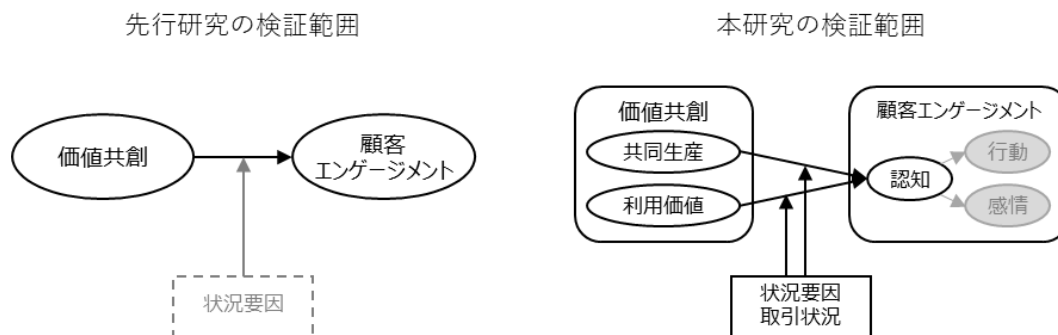 先行研究の検証範囲
価値共創
顧客
エンゲージメント
状況要因
本研究の検証範囲
価値共創
共同生産
利用価値
顧客エンゲージメント
認知
行動
感情
状況要因
取引状況